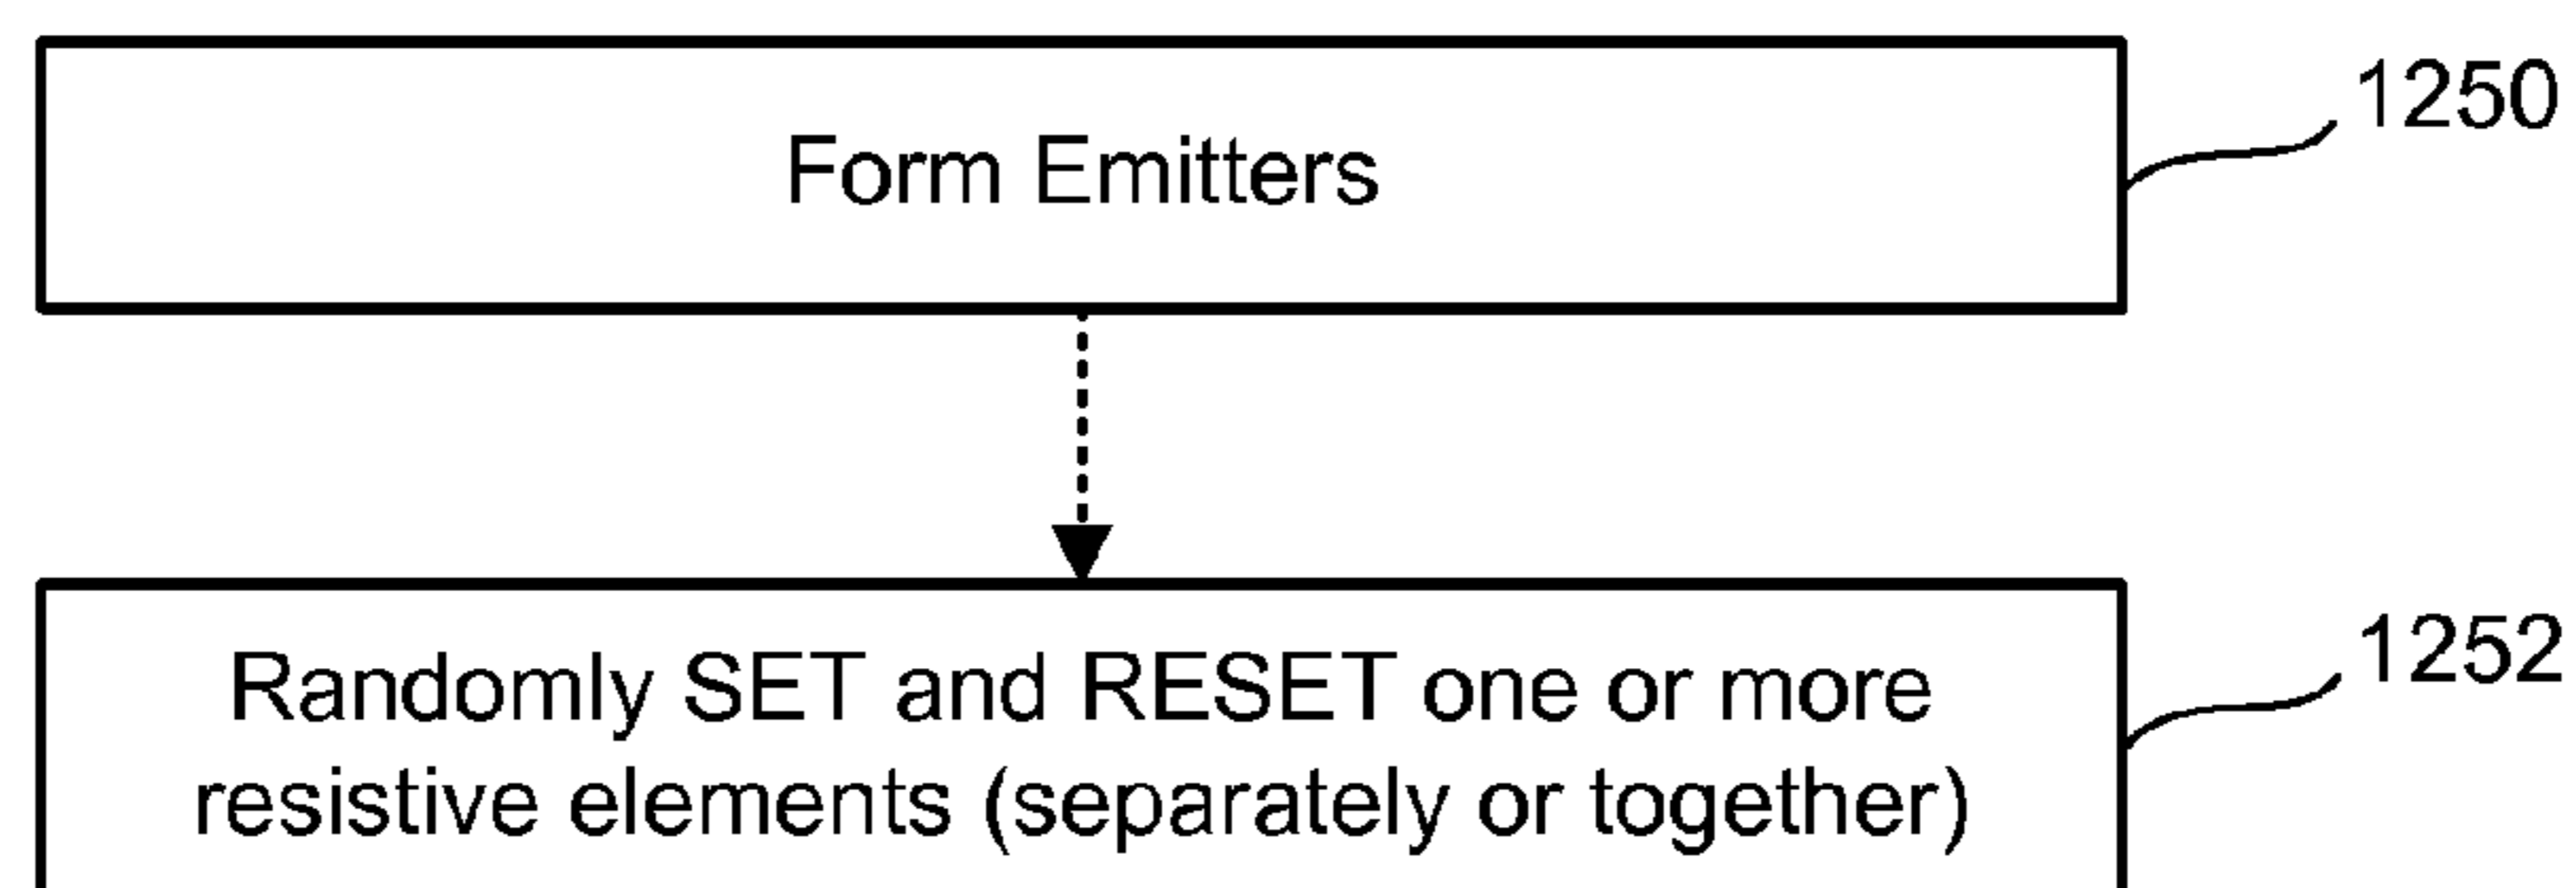 Form Emitters
1250
Randomly SET and RESET one or more
resistive elements (separately or together)
1252